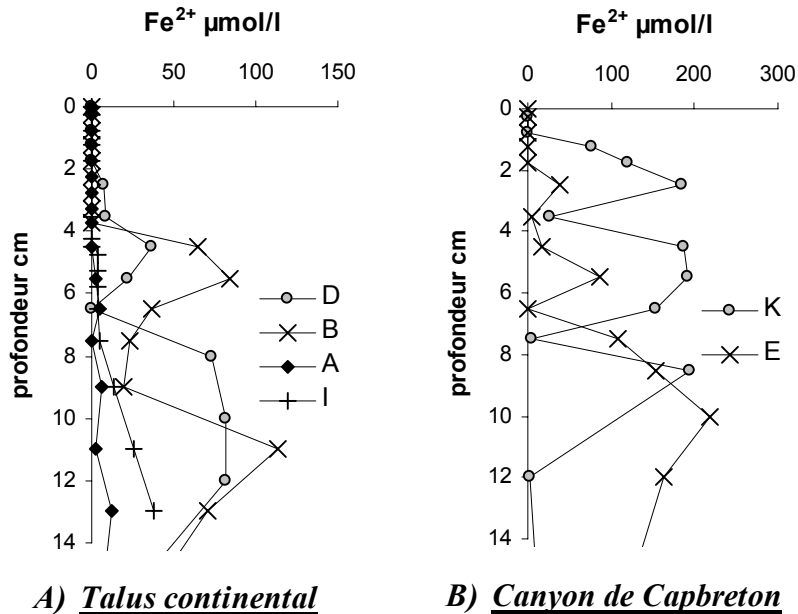 Fe²⁺ µmol/l
0 50 100 150
0
2
4
6
8
10
12
14
profondeur cm
D
B
A
I
A) Talus continental
Fe²⁺ µmol/l
0 100 200 300
0
2
4
6
8
10
12
14
profondeur cm
K
E
B) Canyon de Capbreton